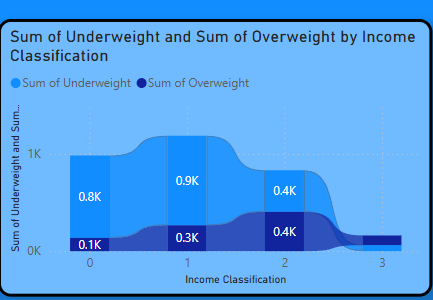 Sum of Underweight and Sum of Overweight by Income
Classification
Sum of Underweight Sum of Overweight
Sum of Underweight and Sum...
1K
0K
0.8K
0.1K
0.9K
0.3K
0.4K
0.4K
0 1 2 3
Income Classification